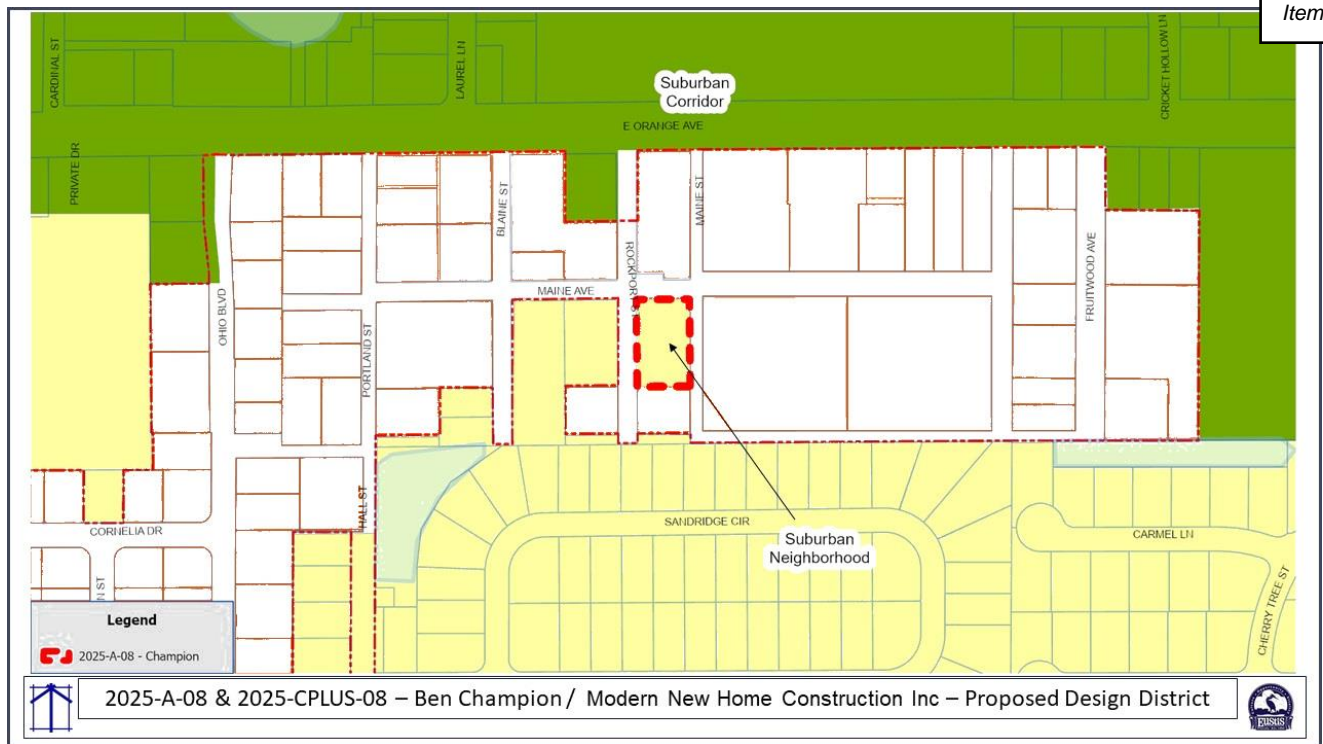 Item
CARDINAL ST
LAUREL LN
CRICKET HOLLOW LN
Suburban
Corridor
E ORANGE AVE
PRIVATE DR
BLAINE ST
MAINE ST
OHIO BLVD
MAINE AVE
FRUITWOOD AVE
PORTLAND ST
HALL ST
SANDRIDGE CIR
CORNELIA DR
Suburban
Neighborhood
CARMEL LN
N ST
CHERRY TREE ST
Legend
2025-A-08 - Champion
2025-A-08 & 2025-CPLUS-08 – Ben Champion / Modern New Home Construction Inc – Proposed Design District